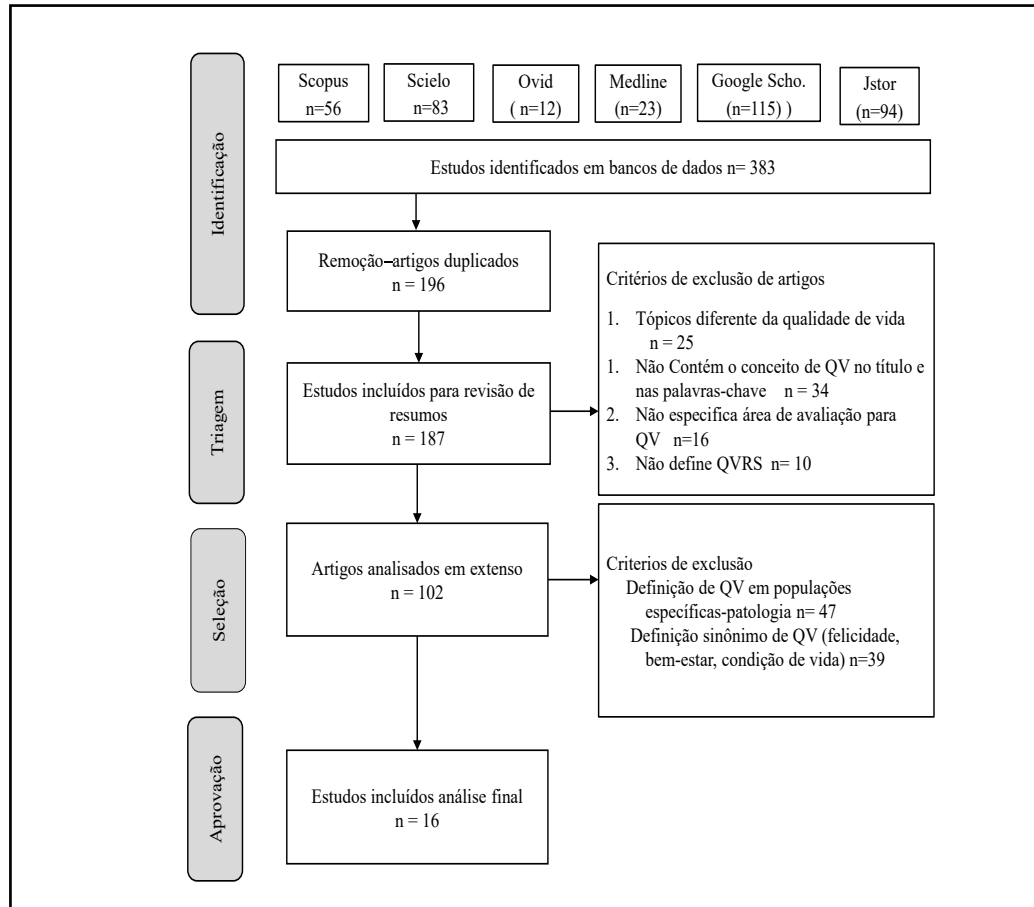 Identificação
Scopus
n=56
Scielo
n=83
Ovid
( n=12)
Medline
(n=23)
Google Scho.
(n=115) )
Jstor
(n=94)
Estudos identificados em bancos de dados n= 383
Remoção–artigos duplicados
n = 196
Triagem
Estudos incluídos para revisão de
resumos
n = 187
Critérios de exclusão de artigos
1. Tópicos diferente da qualidade de vida
n = 25
1. Não Contém o conceito de QV no título e
nas palavras-chave n = 34
2. Não especifica área de avaliação para
QV n=16
3. Não define QVRS n= 10
Seleção
Artigos analisados em extenso
n = 102
Criterios de exclusão
Definição de QV em populações
específicas-patologia n= 47
Definição sinônimo de QV (felicidade,
bem-estar, condição de vida) n=39
Aprovação
Estudos incluídos análise final
n = 16